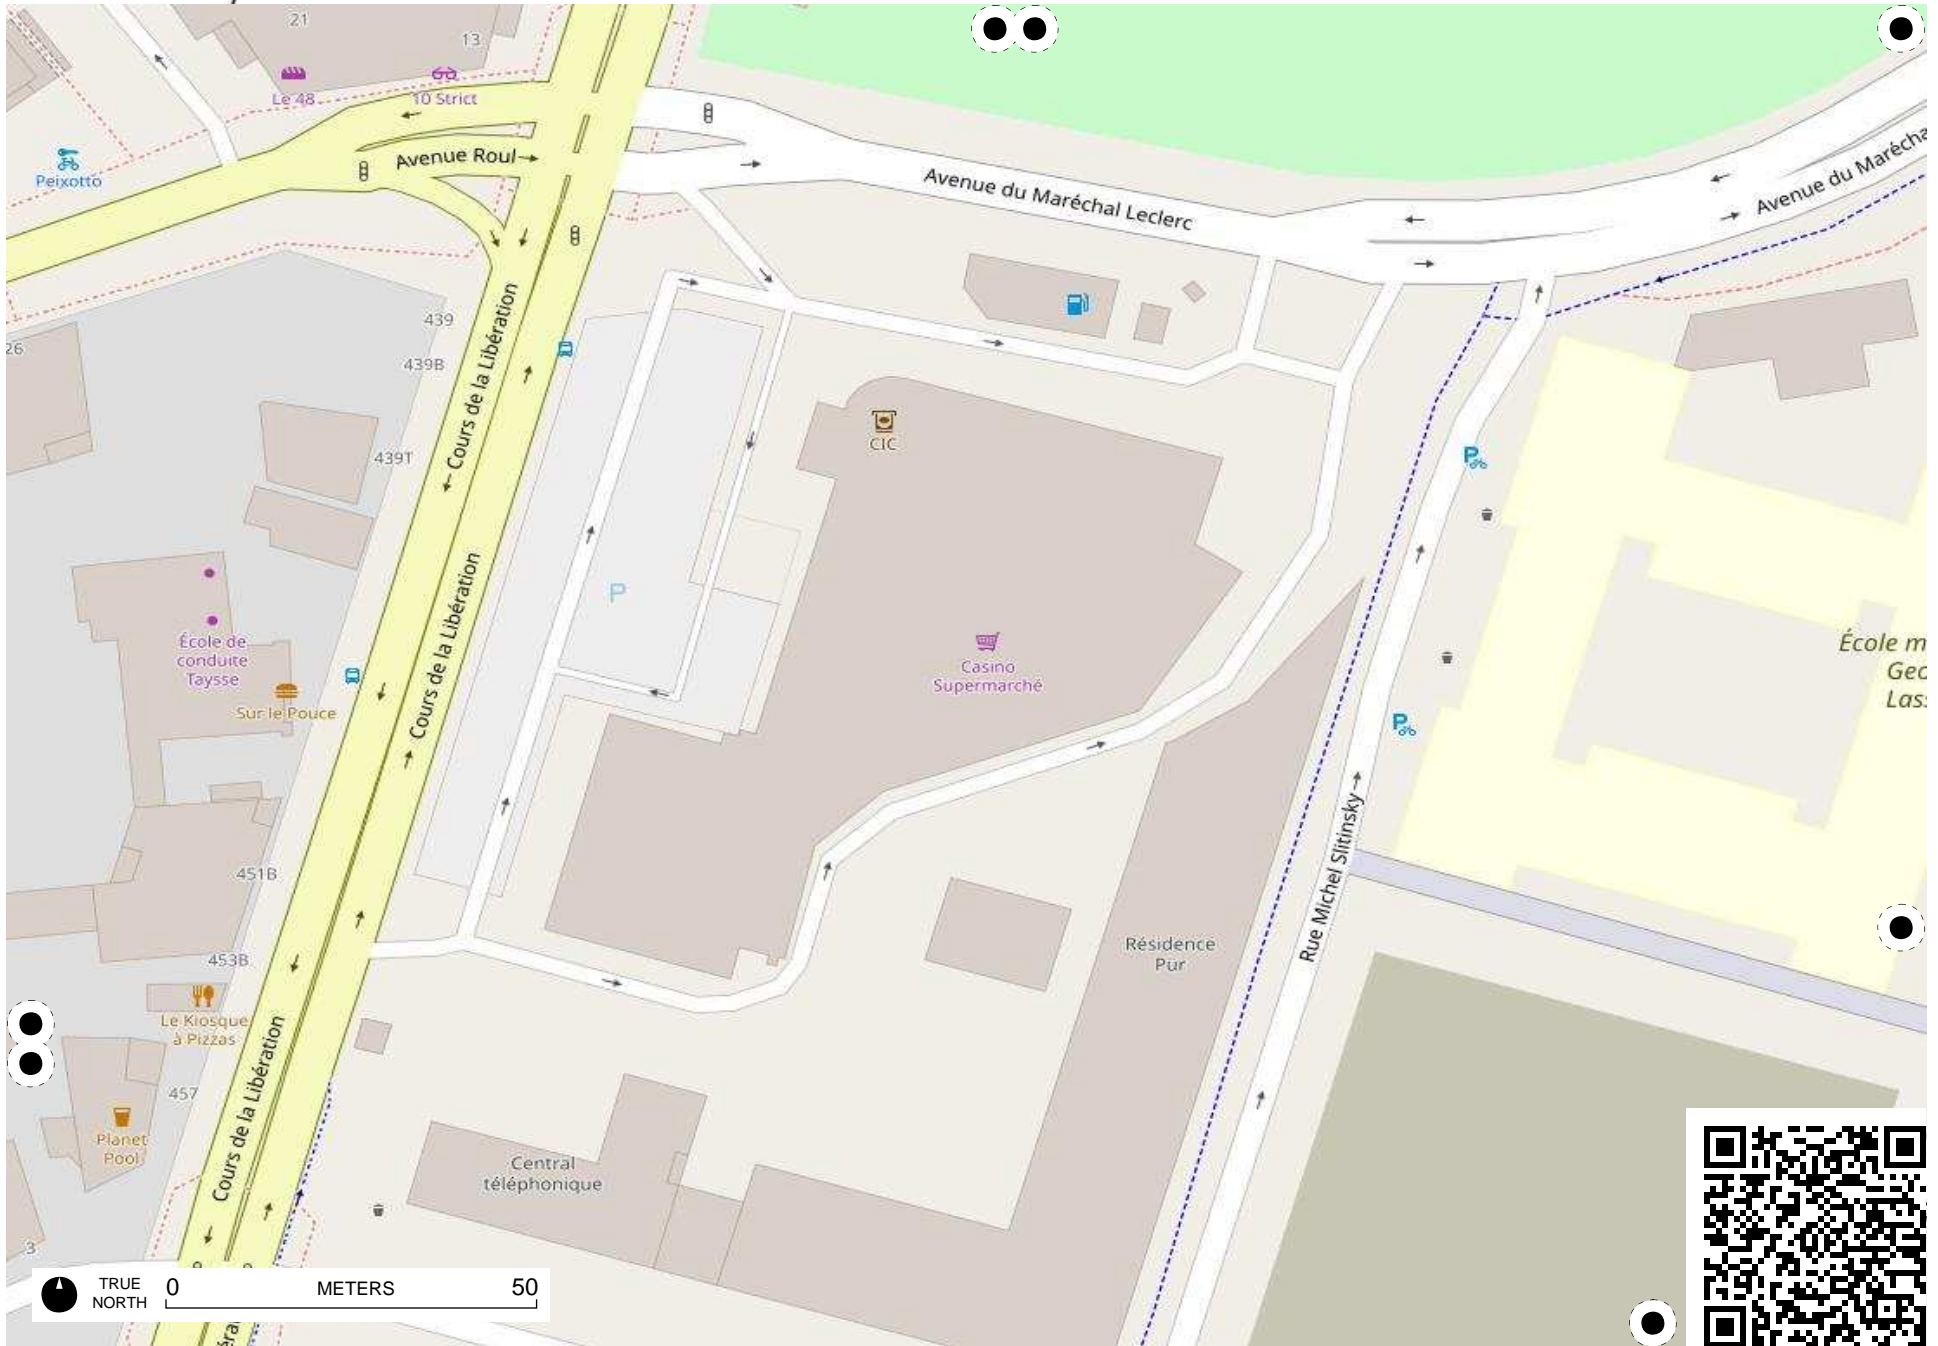 21
13
Le 48
10 Strict
Peixotto
Avenue Roul
Avenue du Maréchal Leclerc
Avenue du Marécha
439
439B
26
439T
Cours de la Libération
CIC
P
P
Cours de la Libération
P
École de
conduite
Taysse
Sur le Pouce
Casino
Supermarché
École m
Geo
Lass
P
Rue Michel Slitinsky
451B
453B
Résidence
Pur
Le Kiosque
à Pizzas
Cours de la Libération
457
Planet
Pool
Central
téléphonique
3
TRUE
NORTH
0 METERS 50